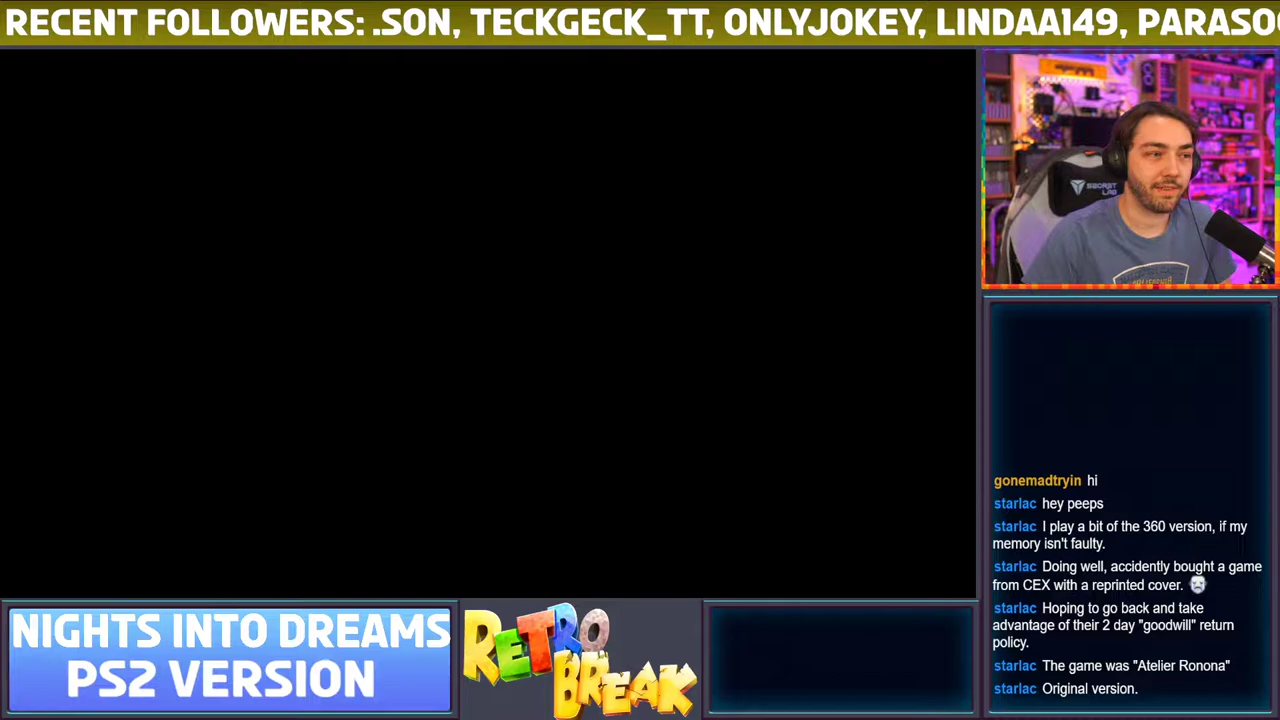 RECENT FOLLOWERS: .SON, TECKGECK_TT, ONLYJOKEY, LINDAA149, PARASO
SECRET
LAB
gonemadtryin hi
starlac hey peeps
starlac I play a bit of the 360 version, if my
memory isn't faulty.
starlac Doing well, accidently bought a game
from CEX with a reprinted cover.
starlac Hoping to go back and take
advantage of their 2 day "goodwill" return
policy.
starlac The game was "Atelier Ronona"
starlac Original version.
NIGHTS INTO DREAMS
PS2 VERSION
RETRO
BREAK